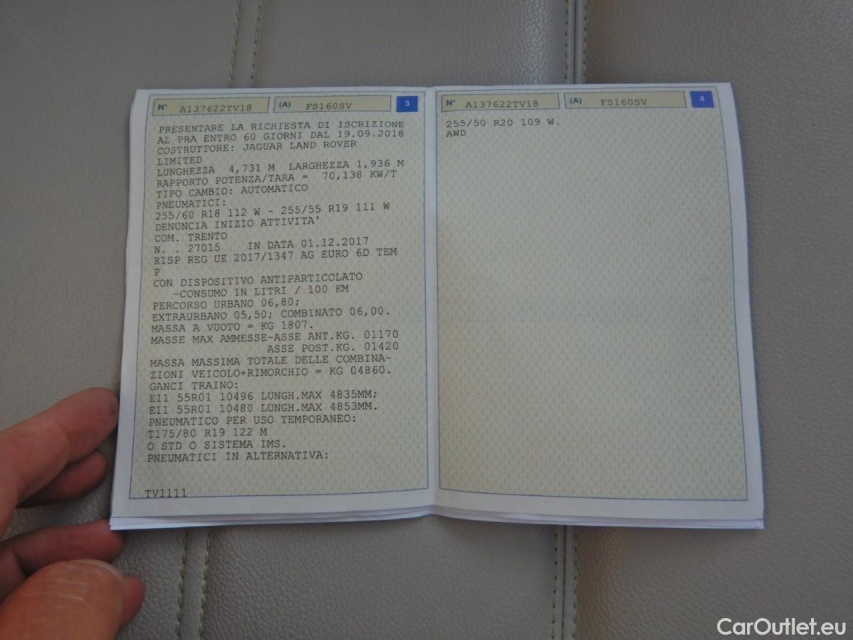 N° A137622TV18 (A) FS160SV 3
PRESENTARE LA RICHIESTA DI ISCRIZIONE
AL PRA ENTRO 60 GIORNI DAL 19.09.2018
COSTRUTTORE: JAGUAR LAND ROVER
LIMITED
LUNGHEZZA 4,731 M LARGHEZZA 1,936 M
RAPPORTO POTENZA/TARA = 70,138 KW/T
TIPO CAMBIO: AUTOMATICO
PNEUMATICI:
255/60 R18 112 W - 255/55 R19 111 W
DENUNCIA INIZIO ATTIVITA'
COM. TRENTO
N. . 27015 IN DATA 01.12.2017
RISP REG UE 2017/1347 AG EURO 6D TEM
P
CON DISPOSITIVO ANTIPARTICOLATO
-CONSUMO IN LITRI / 100 KM
PERCORSO URBANO 06,80;
EXTRAURBANO 05,50; COMBINATO 06,00.
MASSA A VUOTO = KG 1807.
MASSE MAX AMMESSE-ASSE ANT.KG. 01170
ASSE POST.KG. 01420
MASSA MASSIMA TOTALE DELLE COMBINA-
ZIONI VEICOLO+RIMORCHIO = KG 04860.
GANCI TRAINO:
E11 55R01 10496 LUNGH.MAX 4835MM;
E11 55R01 10480 LUNGH.MAX 4853MM.
PNEUMATICO PER USO TEMPORANEO:
T175/80 R19 122 M
O STD O SISTEMA IMS.
PNEUMATICI IN ALTERNATIVA:
TV1111
N° A137622TV18 (A) FS160SV 4
255/50 R20 109 W.
AWD
CarOutlet.eu